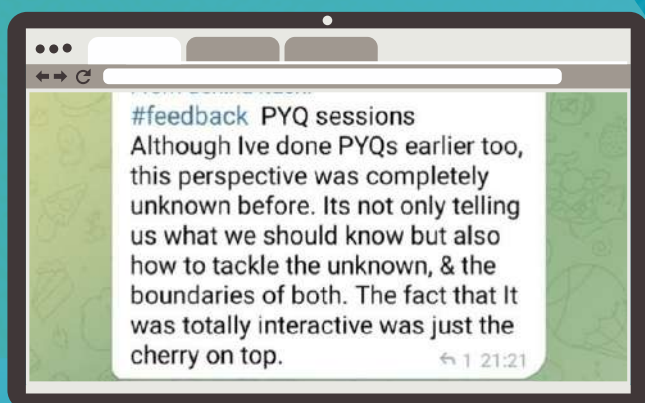 #feedback PYQ sessions
Although Ive done PYQs earlier too,
this perspective was completely
unknown before. Its not only telling
us what we should know but also
how to tackle the unknown, & the
boundaries of both. The fact that It
was totally interactive was just the
cherry on top.
1 21:21